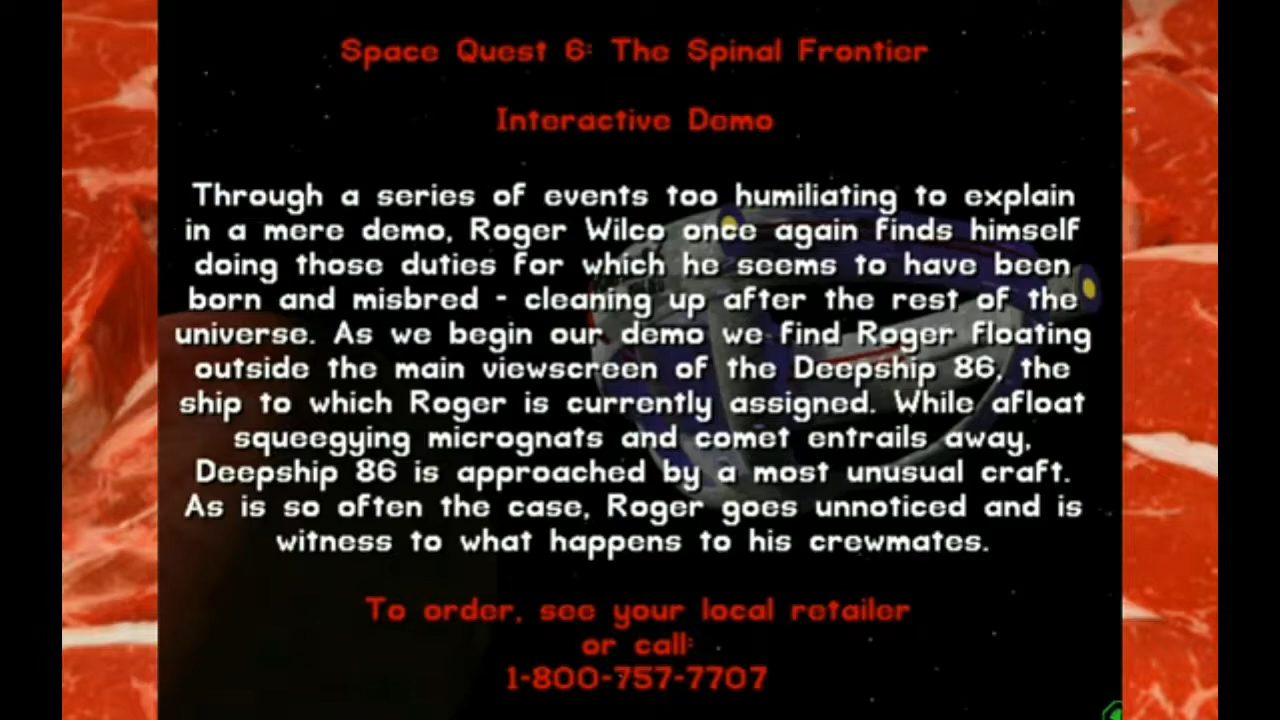 Space Quest 6: The Spinal Frontier
Interactive Demo
Through a series of events too humiliating to explain
in a mere demo, Roger Wilco once again finds himself
doing those duties for which he seems to have been
born and misbred - cleaning up after the rest of the
universe. As we begin our demo we find Roger floating
outside the main viewscreen of the Deepship 86, the
ship to which Roger is currently assigned. While afloat
squeegying micrognats and comet entrails away,
Deepship 86 is approached by a most unusual craft.
As is so often the case, Roger goes unnoticed and is
witness to what happens to his crewmates.
To order, see your local retailer
or call:
1-800-757-7707